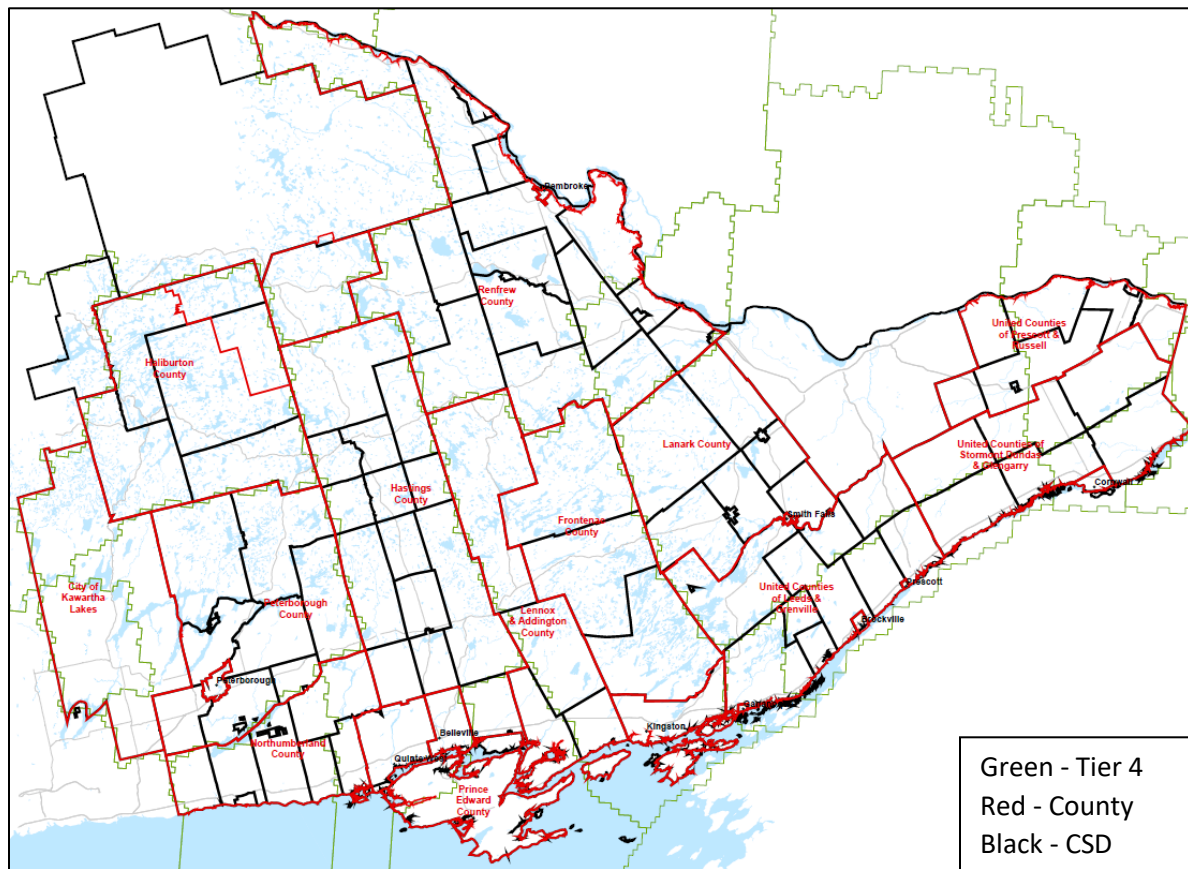 Pembroke
Renfrew
County
United Counties
of Prescott &
Russell
Haliburton
County
Lanark County
United Counties of
Stormont Dundas
& Glengarry
Cornwall
Hastings
County
Smith Falls
Frontenac
County
City of
Kawartha
Lakes
Peterborough
County
Lennox
& Addington
County
United Counties
of Leeds &
Grenville
Prescott
Brockville
Peterborough
Kingston
Northumberland
County
Belleville
Quinte West
Prince
Edward
County
Green - Tier 4
Red - County
Black - CSD